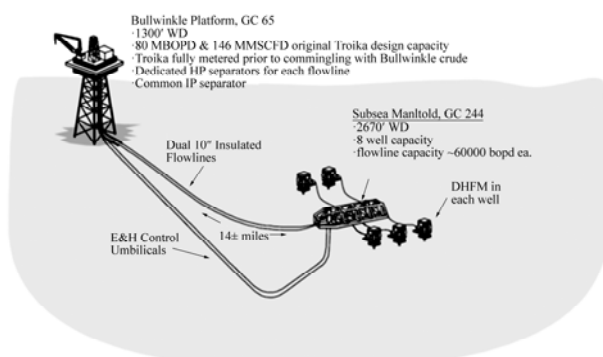 Bullwinkle Platform, GC 65
·1300' WD
·80 MBOPD & 146 MMSCFD original Troika design capacity
·Troika fully metered prior to commingling with Bullwinkle crude
·Dedicated HP separators for each flowline
·Common IP separator
Subsea Manltold, GC 244
·2670' WD
·8 well capacity
·flowline capacity ~60000 bopd ea.
Dual 10" Insulated
Flowlines
DHFM in
each well
14± miles
E&H Control
Umbilicals